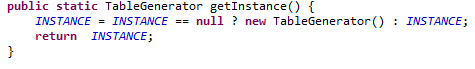 public static TableGenerator getInstance() {
INSTANCE = INSTANCE == null ? new TableGenerator() : INSTANCE;
return INSTANCE;
}